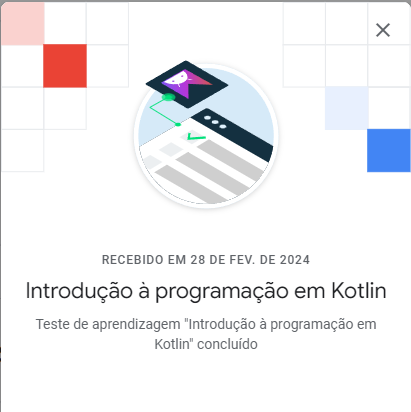 RECEBIDO EM 28 DE FEV. DE 2024
Introdução à programação em Kotlin
Teste de aprendizagem "Introdução à programação em
Kotlin" concluído